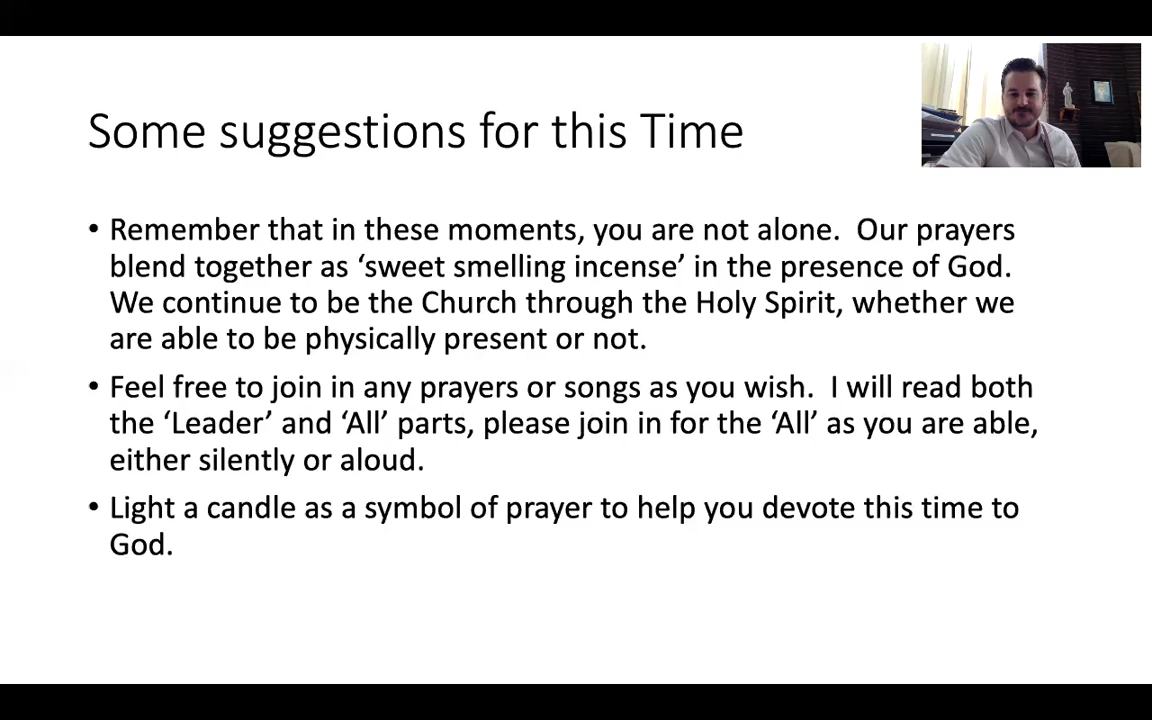 Some suggestions for this Time
• Remember that in these moments, you are not alone.  Our prayers
blend together as ‘sweet smelling incense’ in the presence of God.
We continue to be the Church through the Holy Spirit, whether we
are able to be physically present or not.
• Feel free to join in any prayers or songs as you wish.  I will read both
the ‘Leader’ and ‘All’ parts, please join in for the ‘All’ as you are able,
either silently or aloud.
• Light a candle as a symbol of prayer to help you devote this time to
God.